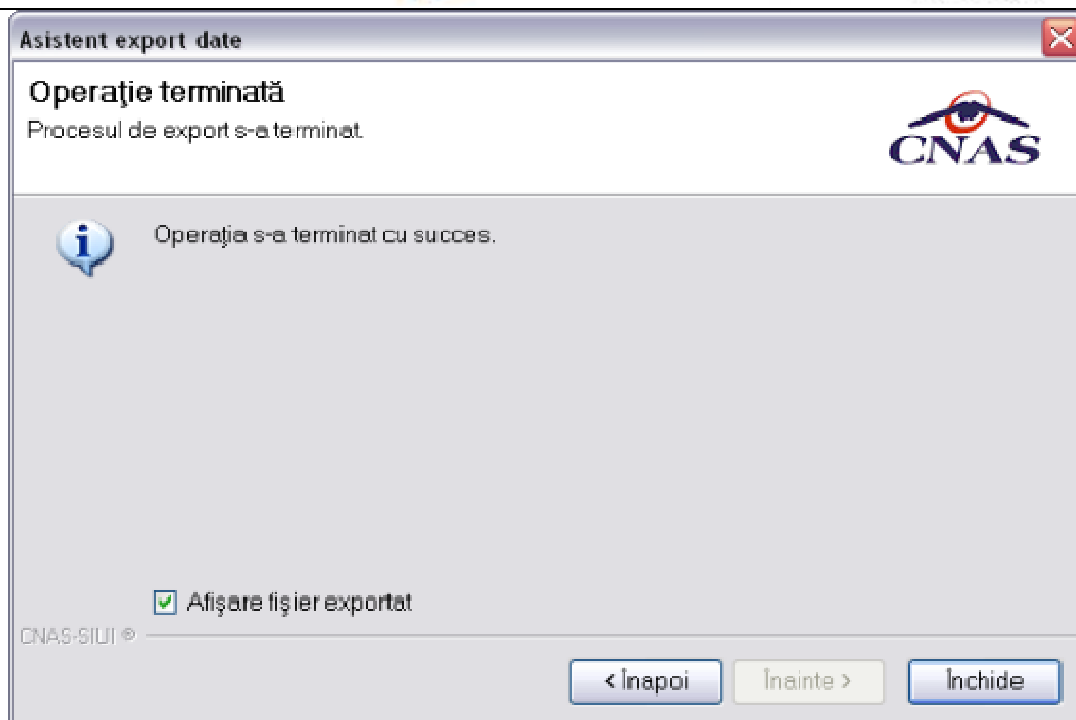 Asistent export date
Operaţie terminată
Procesul de export s-a terminat.
CNAS
Operaţia s-a terminat cu succes.
Afişare fişier exportat
CNAS-SIUI ®
< Înapoi
Înainte >
Închide